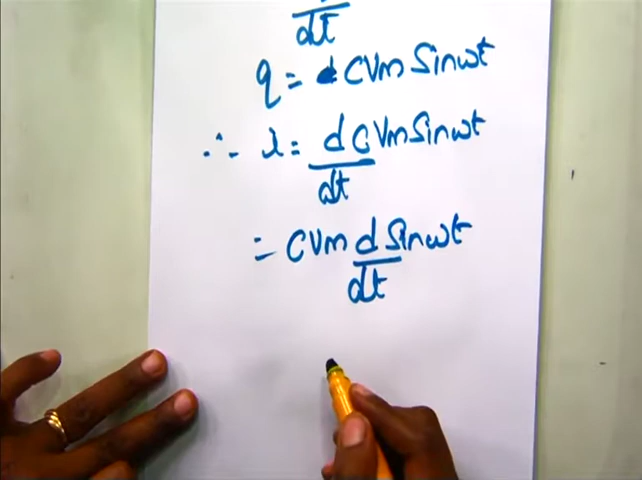 dt
q = CVm Sinωt
∴ i = d CVm Sinωt
dt
= CVm d Sinωt
dt